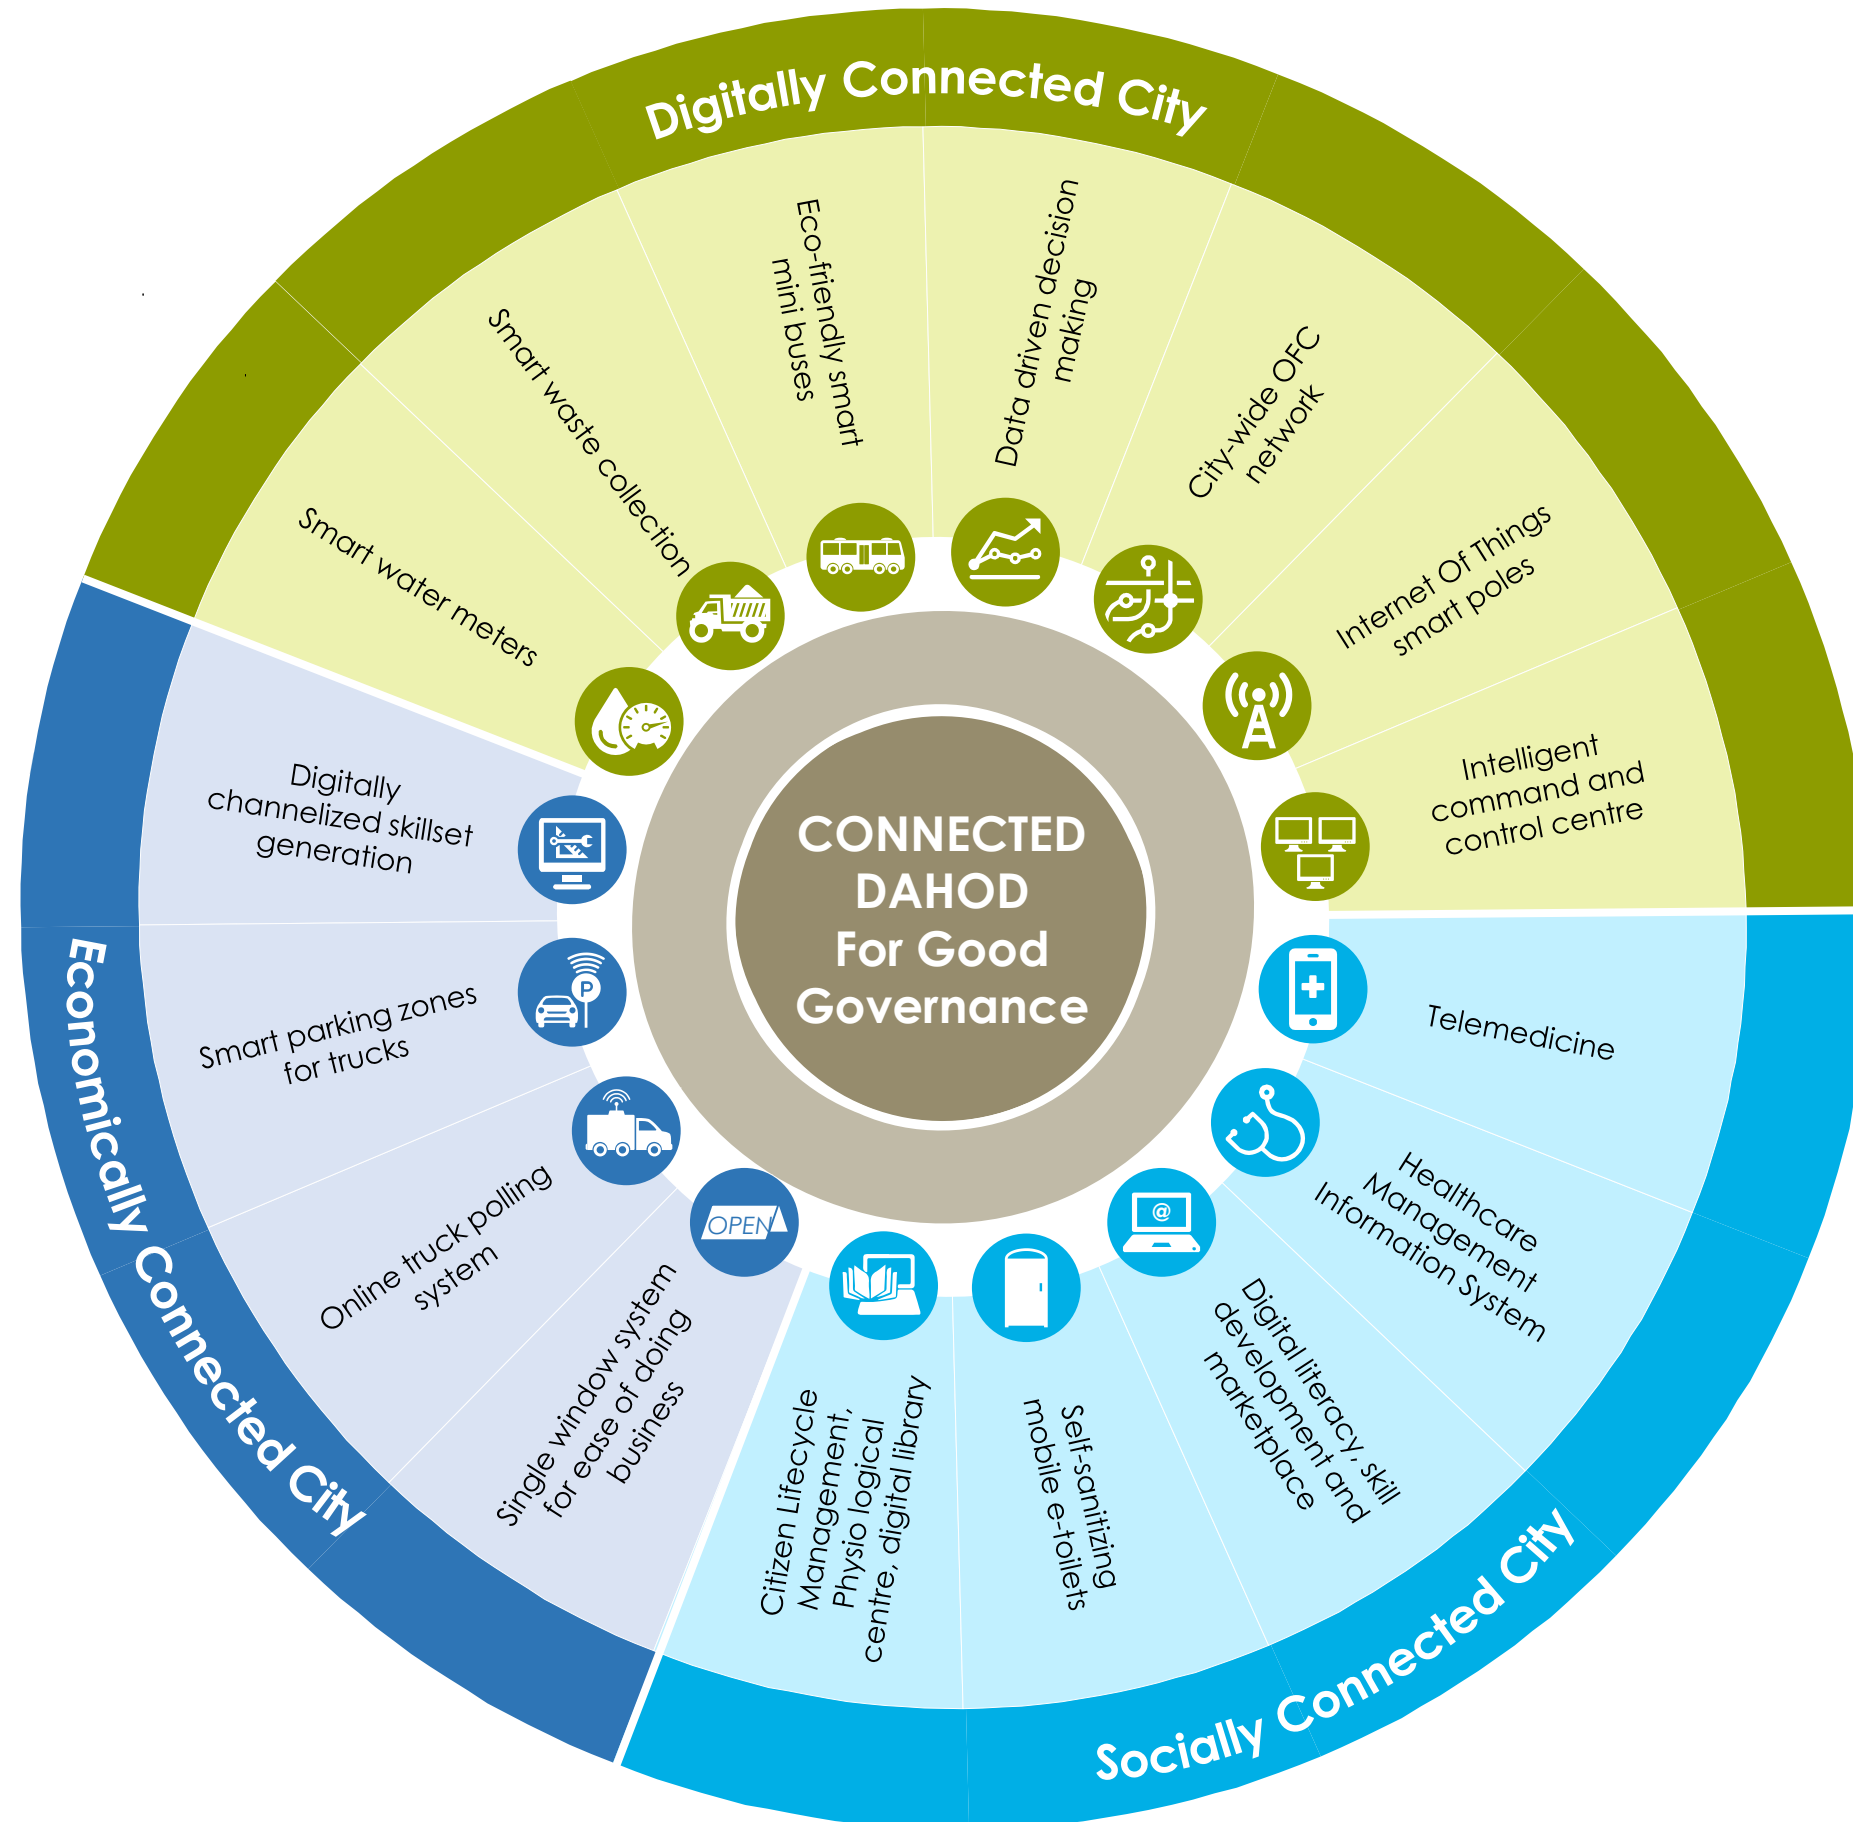 Digitally Connected City
Smart water meters
Smart waste collection
Eco-friendly smart
mini buses
Data driven decision
making
City-wide OFC
network
Internet Of Things
smart poles
Intelligent
command and
control centre
CONNECTED
DAHOD
For Good
Governance
Economically Connected City
Digitally
channelized skillset
generation
Smart parking zones
for trucks
P
Online truck polling
system
OPEN
Single window system
for ease of doing
business
Socially Connected City
Telemedicine
Healthcare
Management
Information System
@
Digital literacy, skill
development and
marketplace
Self-sanitizing
mobile e-toilets
Citizen Lifecycle
Management,
Physio logical
centre, digital library